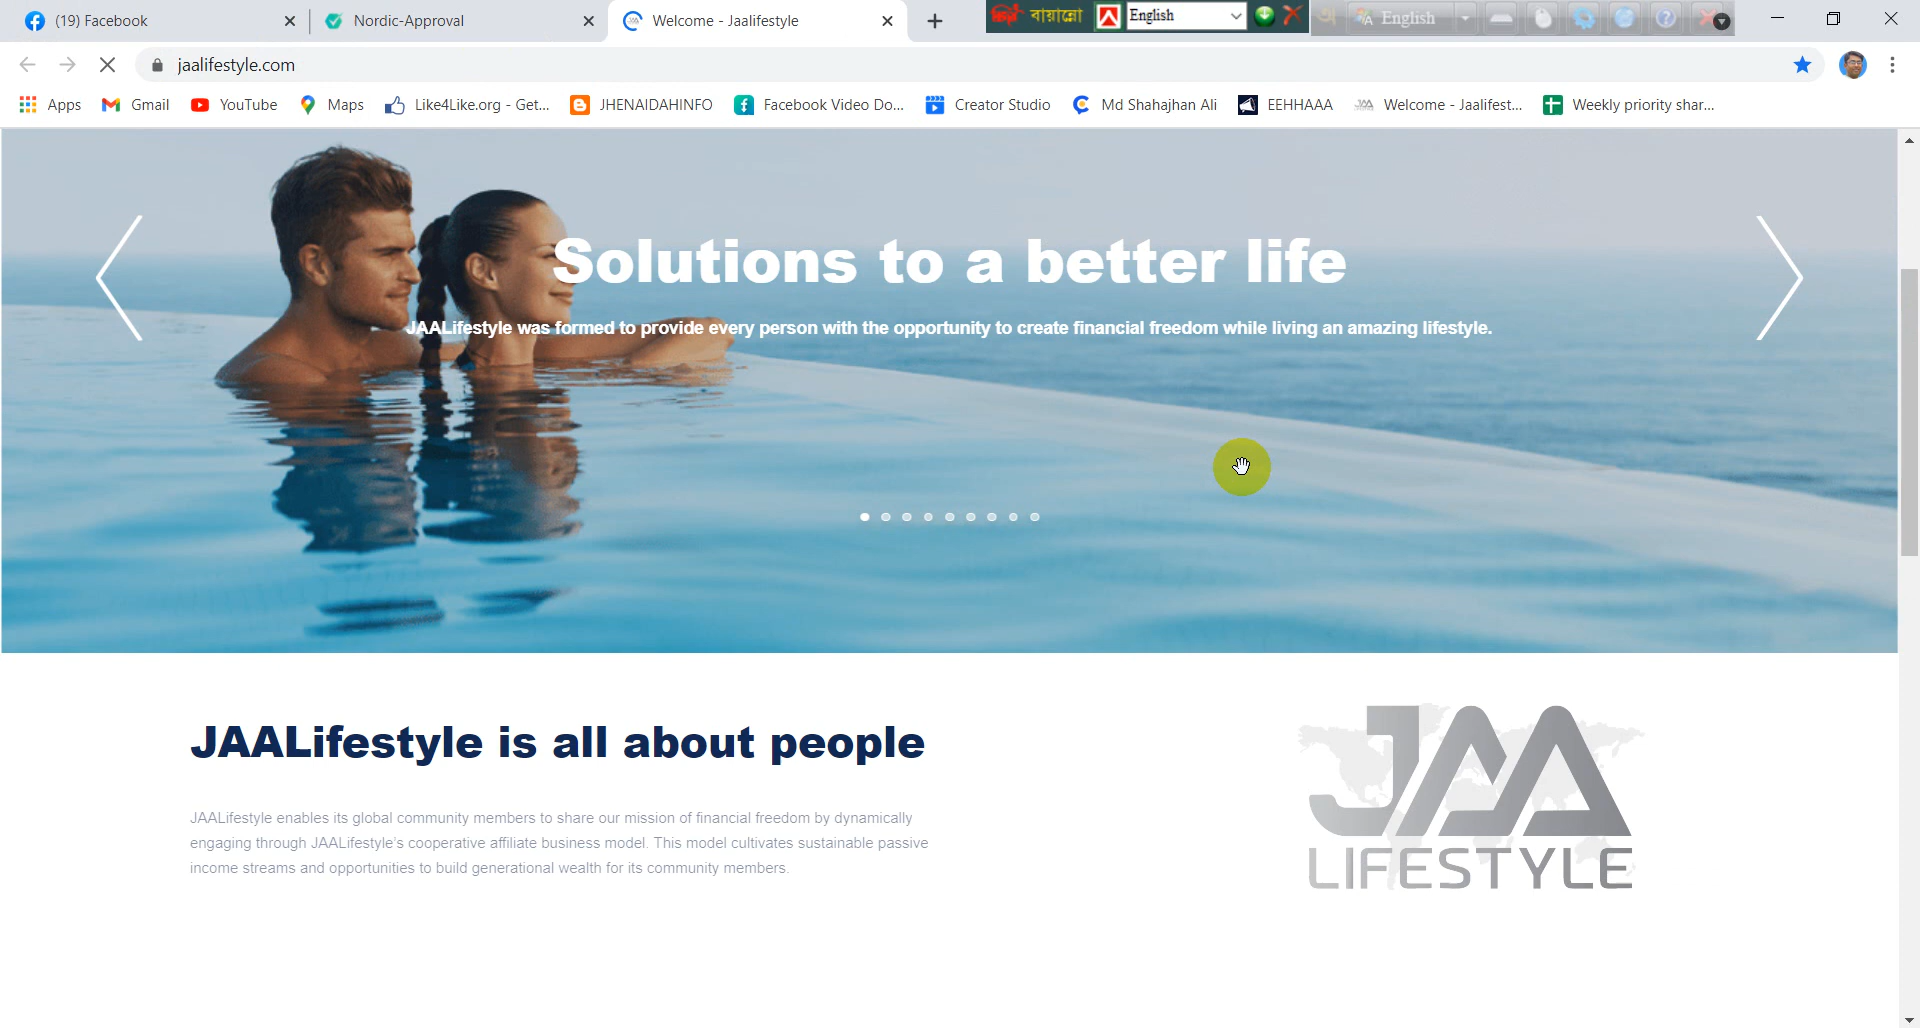 (19) Facebook
Nordic-Approval
Welcome - Jaalifestyle
বায়ান্নো
English
English
jaalifestyle.com
Apps
Gmail
YouTube
Maps
Like4Like.org - Get...
JHENAIDAHINFO
Facebook Video Do...
Creator Studio
Md Shahajhan Ali
EEHHAAA
Welcome - Jaalifest...
Weekly priority shar...
Solutions to a better life
JAALifestyle was formed to provide every person with the opportunity to create financial freedom while living an amazing lifestyle.
JAALifestyle is all about people
JAALifestyle enables its global community members to share our mission of financial freedom by dynamically
engaging through JAALifestyle's cooperative affiliate business model. This model cultivates sustainable passive
income streams and opportunities to build generational wealth for its community members.
JAA
LIFESTYLE